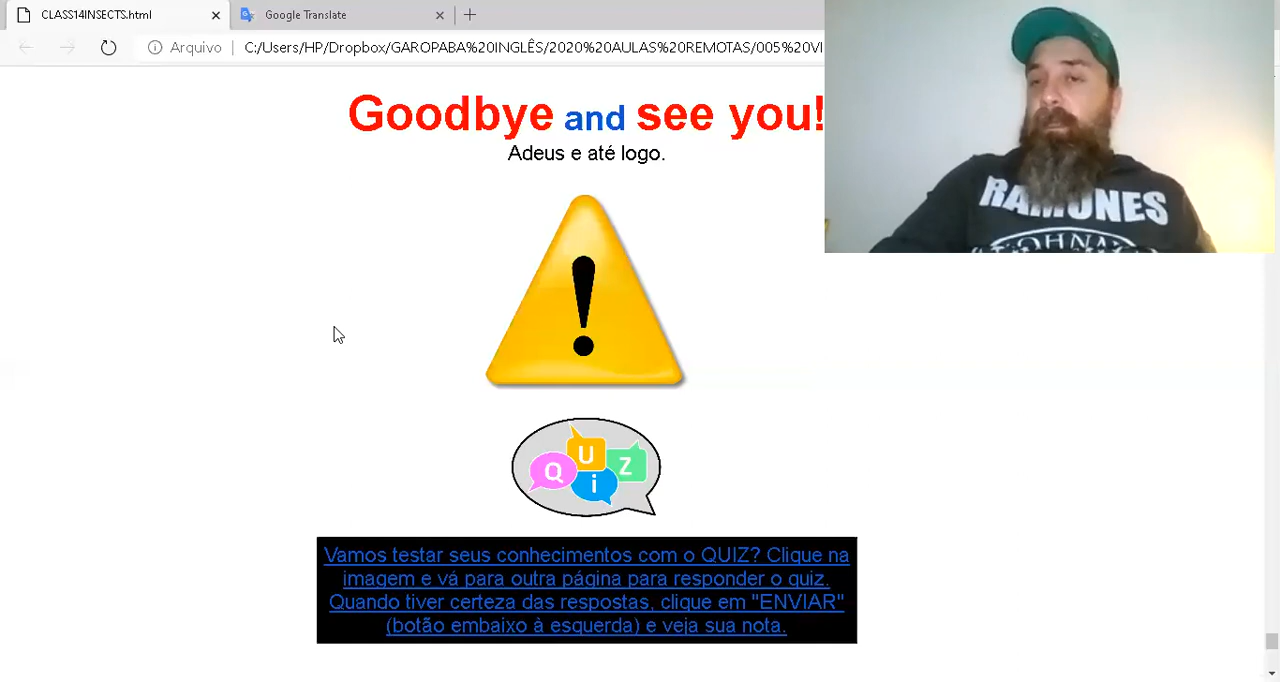 CLASS14INSECTS.html
Google Translate
Arquivo C:/Users/HP/Dropbox/GAROPABA%20INGLÊS/2020%20AULAS%20REMOTAS/005%20VI
Goodbye and see you!
Adeus e até logo.
RAMONES
JOHN
!
QUiZ
Vamos testar seus conhecimentos com o QUIZ? Clique na
imagem e vá para outra página para responder o quiz.
Quando tiver certeza das respostas, clique em "ENVIAR"
(botão embaixo à esquerda) e veja sua nota.